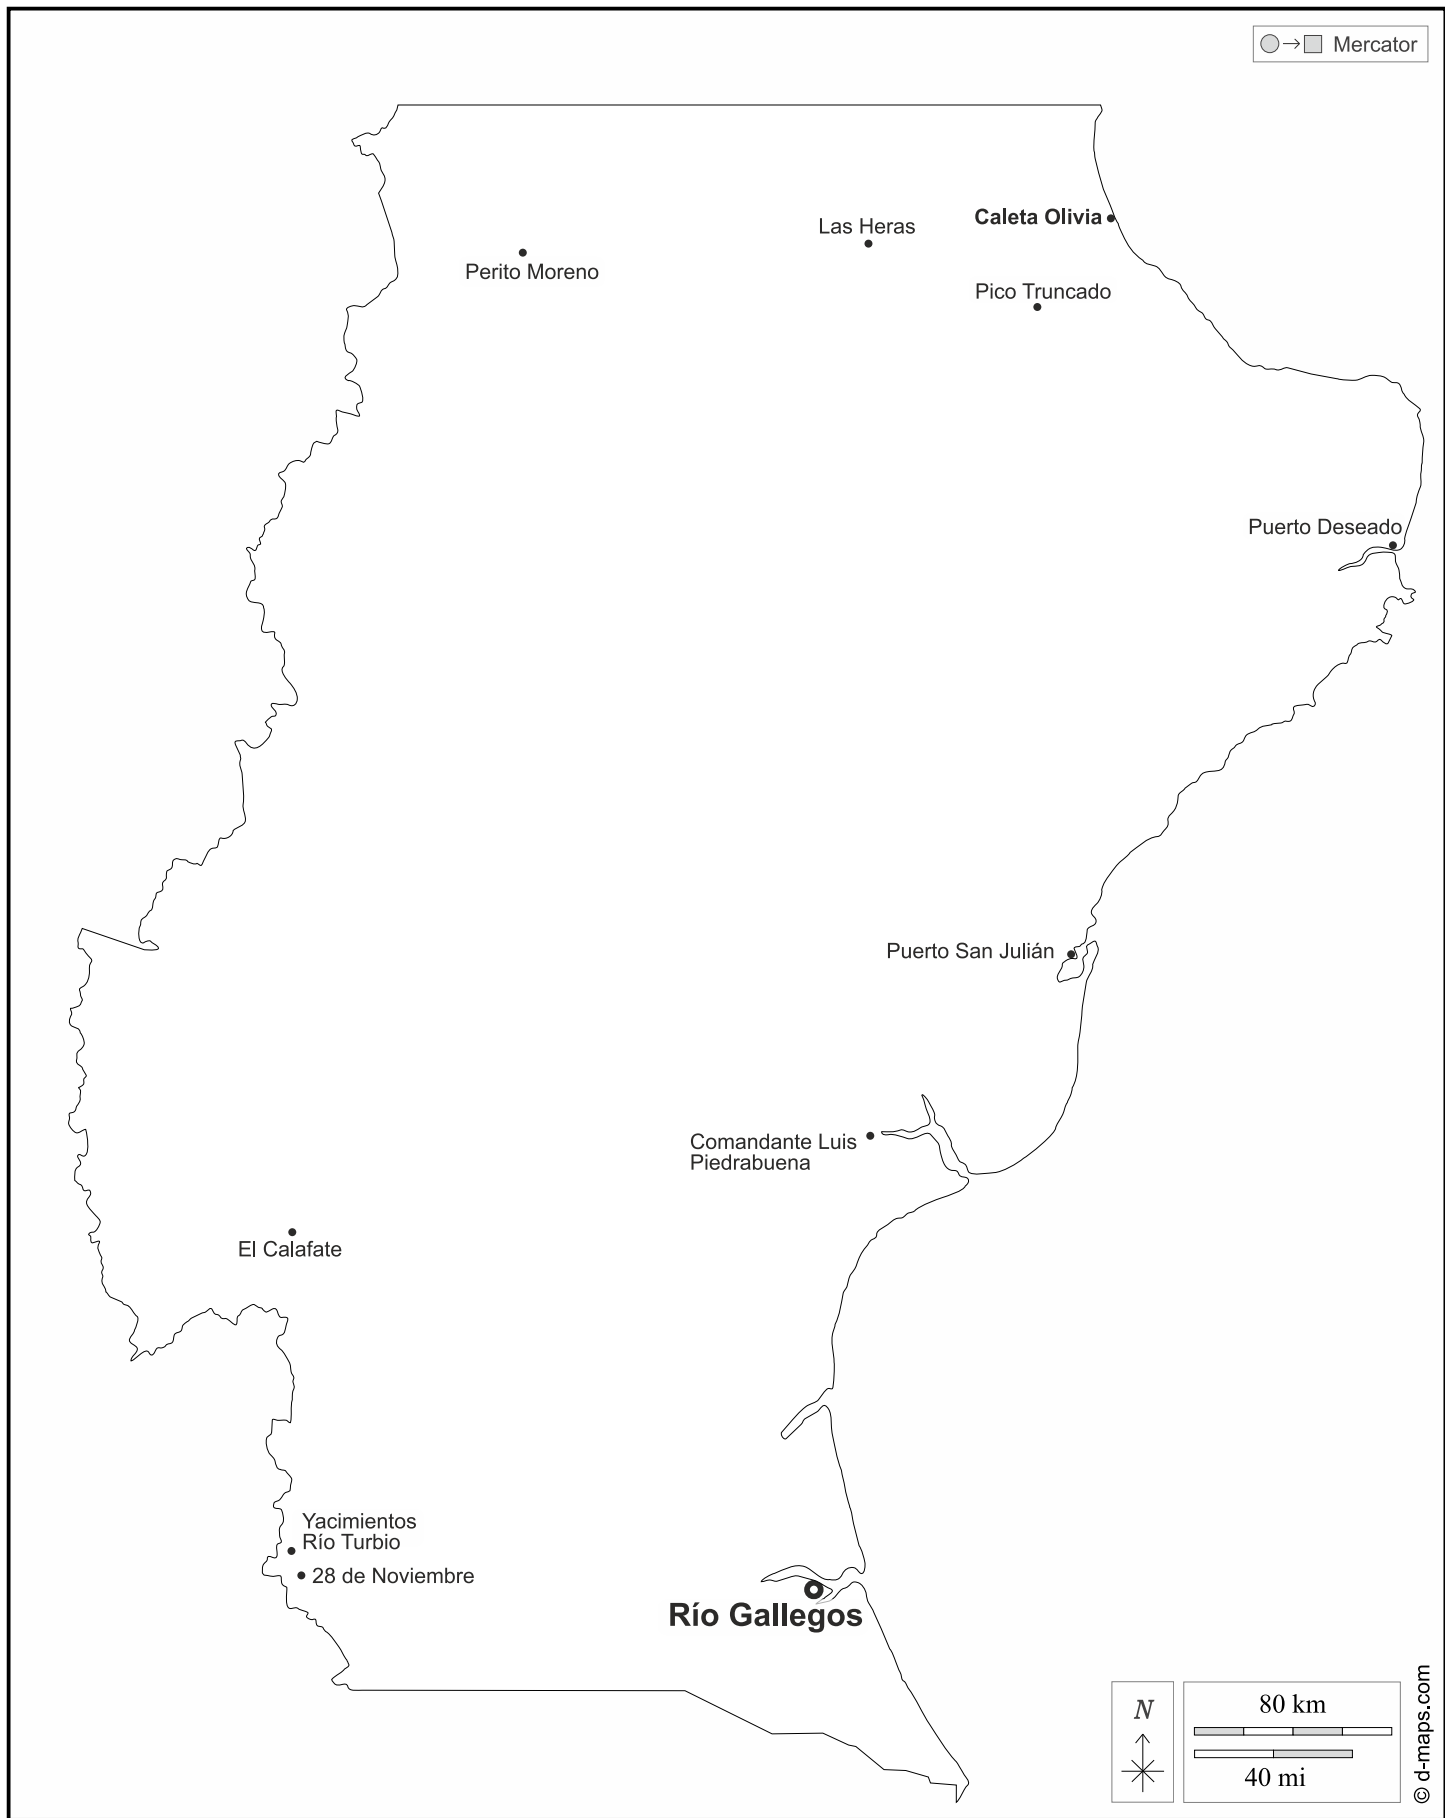 Mercator
Caleta Olivia
Las Heras
Perito Moreno
Pico Truncado
Puerto Deseado
Puerto San Julián
Comandante Luis
Piedrabuena
El Calafate
Yacimientos
Río Turbio
28 de Noviembre
Río Gallegos
N
80 km
40 mi
© d-maps.com